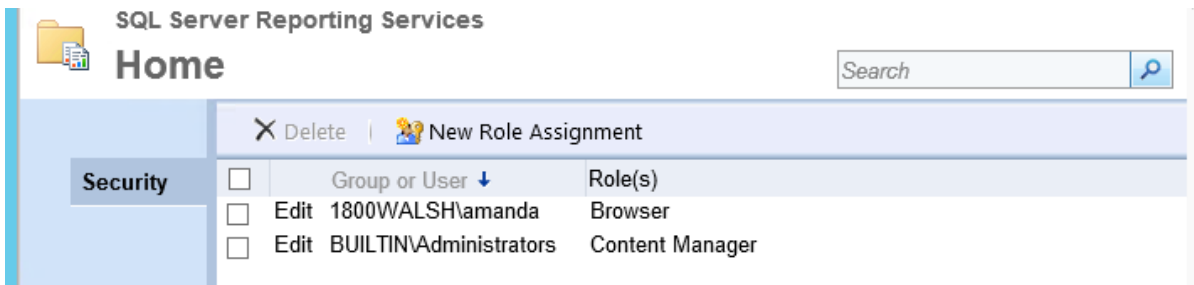 SQL Server Reporting Services
Home
Search
Delete New Role Assignment
Security
Group or User Role(s)
Edit 1800WALSH\amanda Browser
Edit BUILTIN\Administrators Content Manager